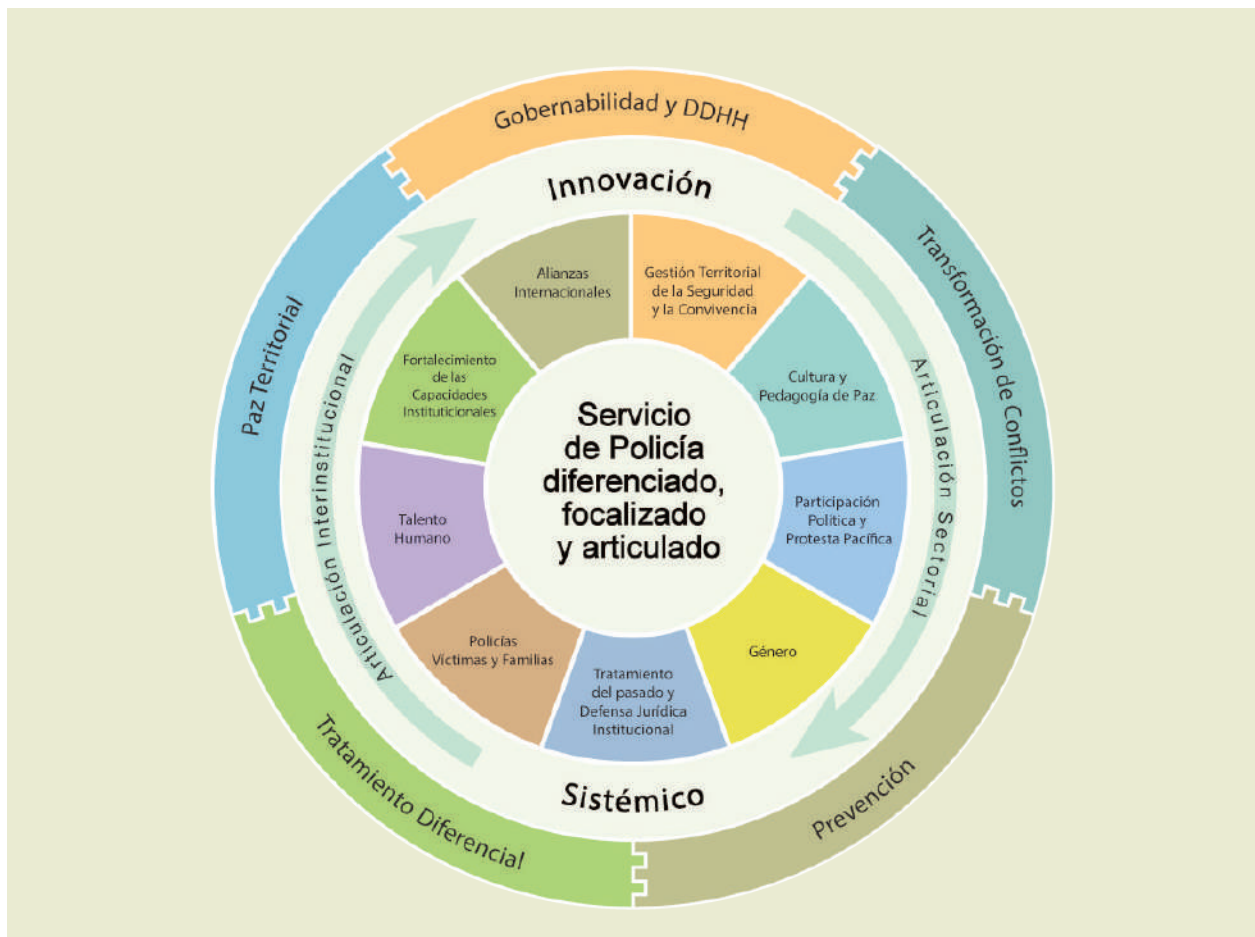 Gobernabilidad y DDHH
Transformación de Conflictos
Prevención
Tratamiento Diferencial
Paz Territorial
Innovación
Articulación Sectorial
Sistémico
Articulación Interinstitucional
Alianzas
Internacionales
Gestión Territorial
de la Seguridad
y la Convivencia
Cultura y
Pedagogía de Paz
Participación
Política y
Protesta Pacífica
Género
Tratamiento
del pasado y
Defensa Jurídica
Institucional
Policías
Víctimas y Familias
Talento
Humano
Fortalecimiento
de las
Capacidades
Instituticionales
Servicio
de Policía
diferenciado,
focalizado
y articulado